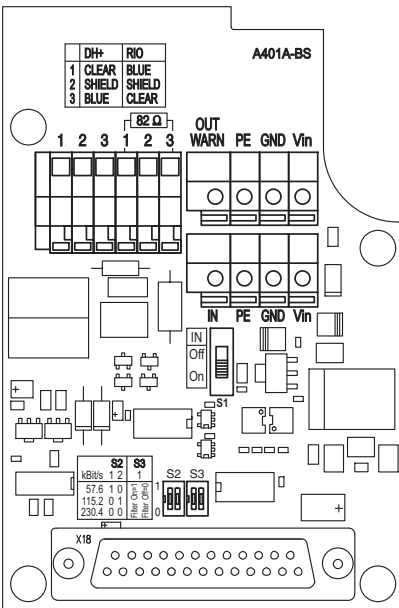 A401A-BS
DH+ RIO
1 CLEAR BLUE
2 SHIELD SHIELD
3 BLUE CLEAR
82 Ω
1 2 3 1 2 3
OUT
WARN PE GND Vin
IN PE GND Vin
IN
Off
On
S1
+
+
S2 S3
kBit/s 1 2 1
57.6 1 0
115.2 0 1
230.4 0 0
Filter On=1
Filter Off=0
S2 S3
1
0
+
+
X18